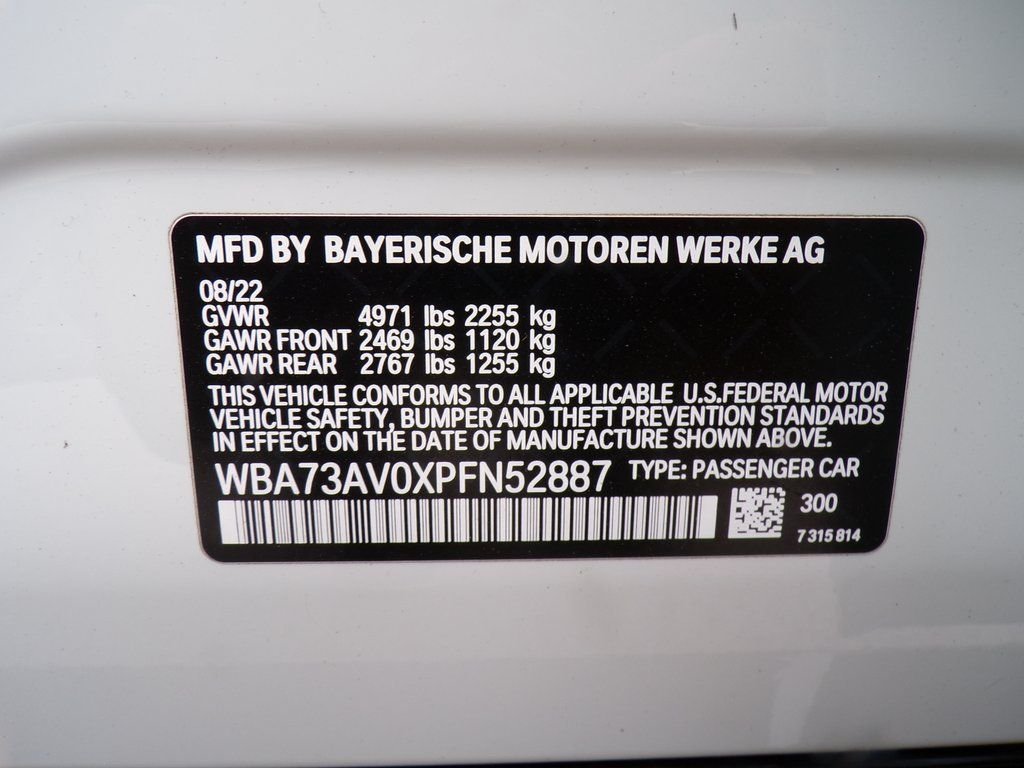 MFD BY BAYERISCHE MOTOREN WERKE AG
08/22
GVWR 4971 lbs 2255 kg
GAWR FRONT 2469 lbs 1120 kg
GAWR REAR 2767 lbs 1255 kg
THIS VEHICLE CONFORMS TO ALL APPLICABLE U.S.FEDERAL MOTOR
VEHICLE SAFETY, BUMPER AND THEFT PREVENTION STANDARDS
IN EFFECT ON THE DATE OF MANUFACTURE SHOWN ABOVE.
WBA73AV0XPFN52887 TYPE: PASSENGER CAR
300
7 315 814